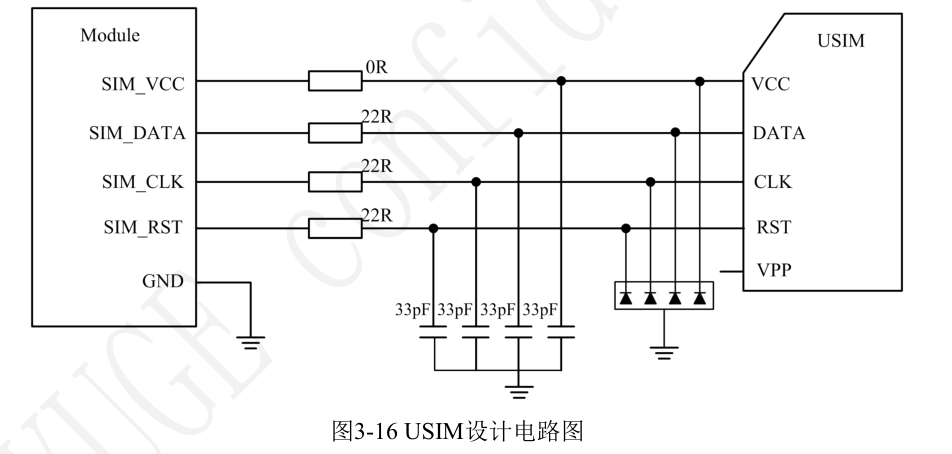 Module
USIM
SIM_VCC
0R
VCC
SIM_DATA
22R
DATA
SIM_CLK
22R
CLK
SIM_RST
22R
RST
GND
VPP
33pF 33pF 33pF 33pF
图3-16 USIM设计电路图